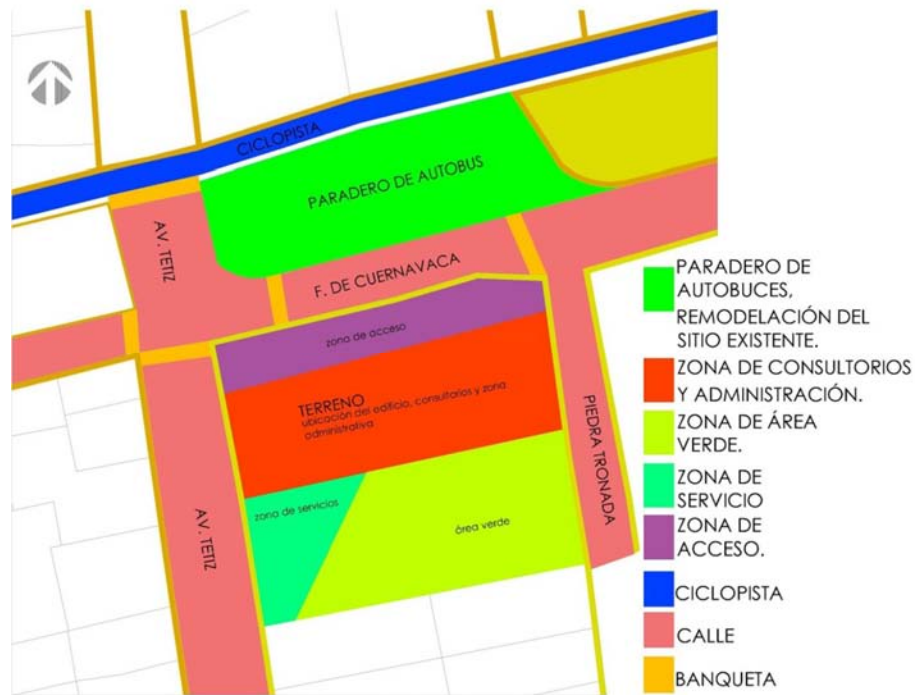 CICLOPISTA
PARADERO DE AUTOBUS
AV. TETIZ
F. DE CUERNAVACA
zona de acceso
TERRENO
ubicación del edificio, consultorios y zona
administrativa
zona de servicios
órea verde
AV. TETIZ
PIEDRA TRONADA
PARADERO DE
AUTOBUCES,
REMODELACIÓN DEL
SITIO EXISTENTE.
ZONA DE CONSULTORIOS
Y ADMINISTRACIÓN.
ZONA DE ÁREA
VERDE.
ZONA DE
SERVICIO
ZONA DE
ACCESO.
CICLOPISTA
CALLE
BANQUETA